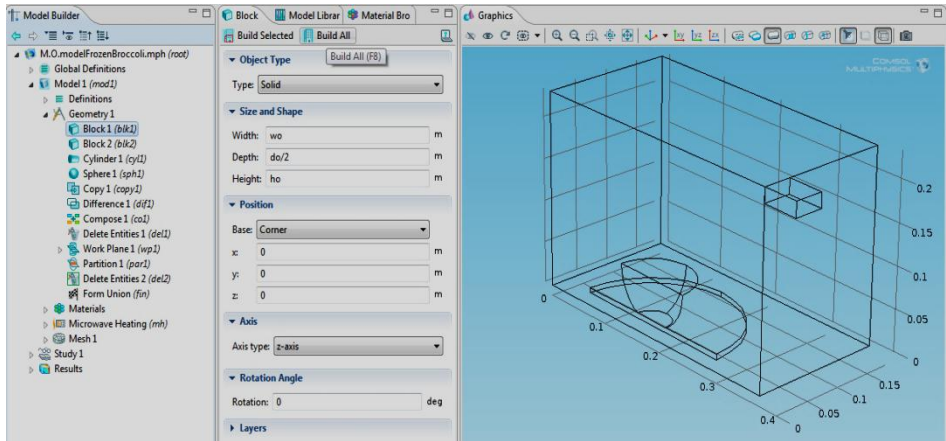 Model Builder
M.O.modelFrozenBroccoli.mph (root)
Global Definitions
Model 1 (mod1)
Definitions
Geometry 1
Block 1 (blk1)
Block 2 (blk2)
Cylinder 1 (cyl1)
Sphere 1 (sph1)
Copy 1 (copy1)
Difference 1 (dif1)
Compose 1 (co1)
Delete Entities 1 (del1)
Work Plane 1 (wp1)
Partition 1 (par1)
Delete Entities 2 (del2)
Form Union (fin)
Materials
Microwave Heating (mh)
Mesh 1
Study 1
Results
Block Model Librar Material Bro
Build Selected Build All
Build All (F8)
Object Type
Type: Solid
Size and Shape
Width: wo m
Depth: do/2 m
Height: ho m
Position
Base: Corner
x: 0 m
y: 0 m
z: 0 m
Axis
Axis type: z-axis
Rotation Angle
Rotation: 0 deg
Layers
Graphics
xy yz xz
COMSOL
MULTIPHYSICS
0.2
0.15
0.1
0.05
0
0
0.1
0.2
0.3
0.4
0
0.05
0.1
0.15